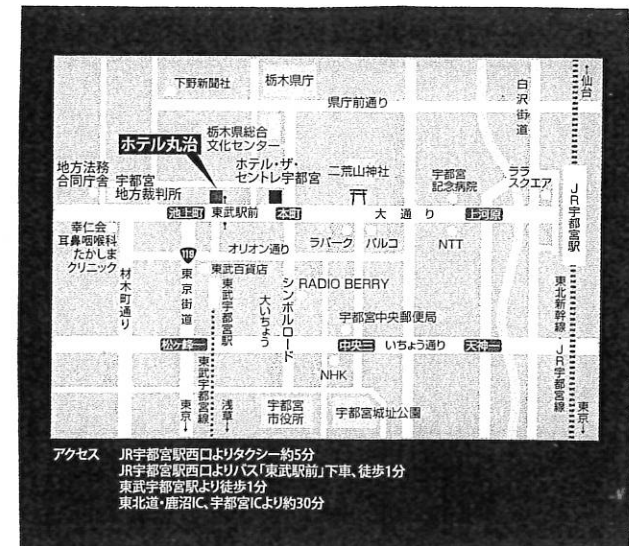 下野新聞社
栃木県庁
白沢街道
↑仙台
県庁前通り
ホテル丸治
栃木県総合
文化センター
地方法務
合同庁舎
宇都宮
地方裁判所
ホテル・ザ・
セントレ宇都宮
二荒山神社
宇都宮
記念病院
ララ
スクエア
JR宇都宮駅
池上町
東武駅前
本町
大通り
上河原
幸仁会
耳鼻咽喉科
たかしま
クリニック
119
オリオン通り
ラパーク
パルコ
NTT
材木町通り
東京街道
東武百貨店
東武宇都宮駅
大いちょう
シンボルロード
RADIO BERRY
宇都宮中央郵便局
東北新幹線・JR宇都宮線
松ヶ峰一
中央三
いちょう通り
天神一
東武宇都宮線
NHK
東京↓
浅草↓
宇都宮
市役所
宇都宮城址公園
東京↓
アクセス JR宇都宮駅西口よりタクシー約5分
JR宇都宮駅西口よりバス「東武駅前」下車、徒歩1分
東武宇都宮駅より徒歩1分
東北道・鹿沼IC、宇都宮ICより約30分